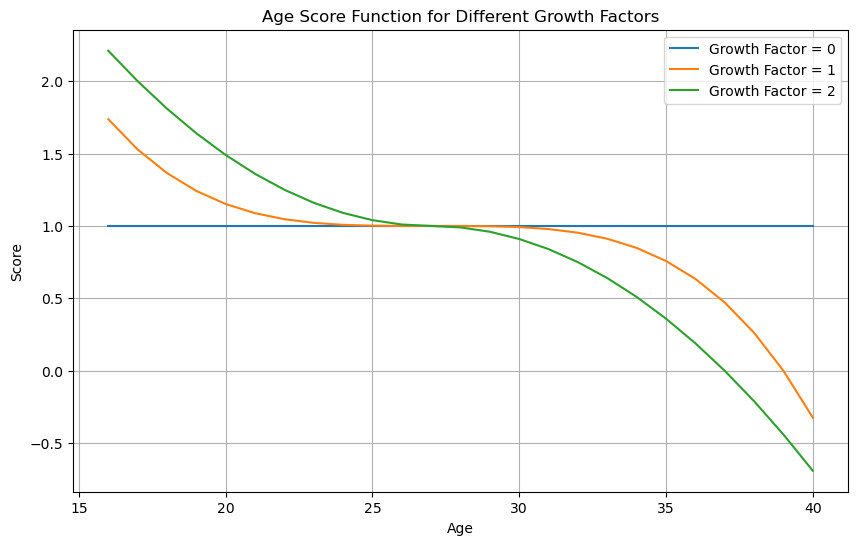 Age Score Function for Different Growth Factors
Growth Factor = 0
Growth Factor = 1
Growth Factor = 2
2.0
1.5
1.0
0.5
0.0
−0.5
Score
15
20
25
30
35
40
Age